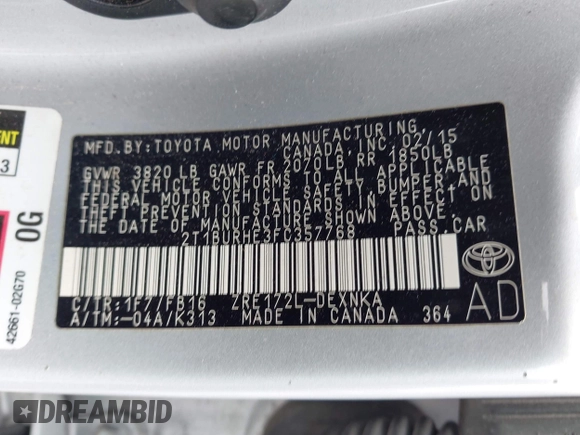 MFD. BY: TOYOTA MOTOR MANUFACTURING
CANADA, INC. 02/15
GVWR 3820 LB GAWR FR 2070LB RR 1850LB
THIS VEHICLE CONFORMS TO ALL APPLICABLE
FEDERAL MOTOR VEHICLE SAFETY, BUMPER, AND
THEFT PREVENTION STANDARDS IN EFFECT ON
THE DATE OF MANUFACTURE SHOWN ABOVE.
2T1BURHE3FC357768 PASS. CAR
C/TR: 1F7/FB16 ZRE172L-DEXNKA
A/TM: -04A/K313 MADE IN CANADA 364
AD
0G
42661-02G70
3
DREAMBID